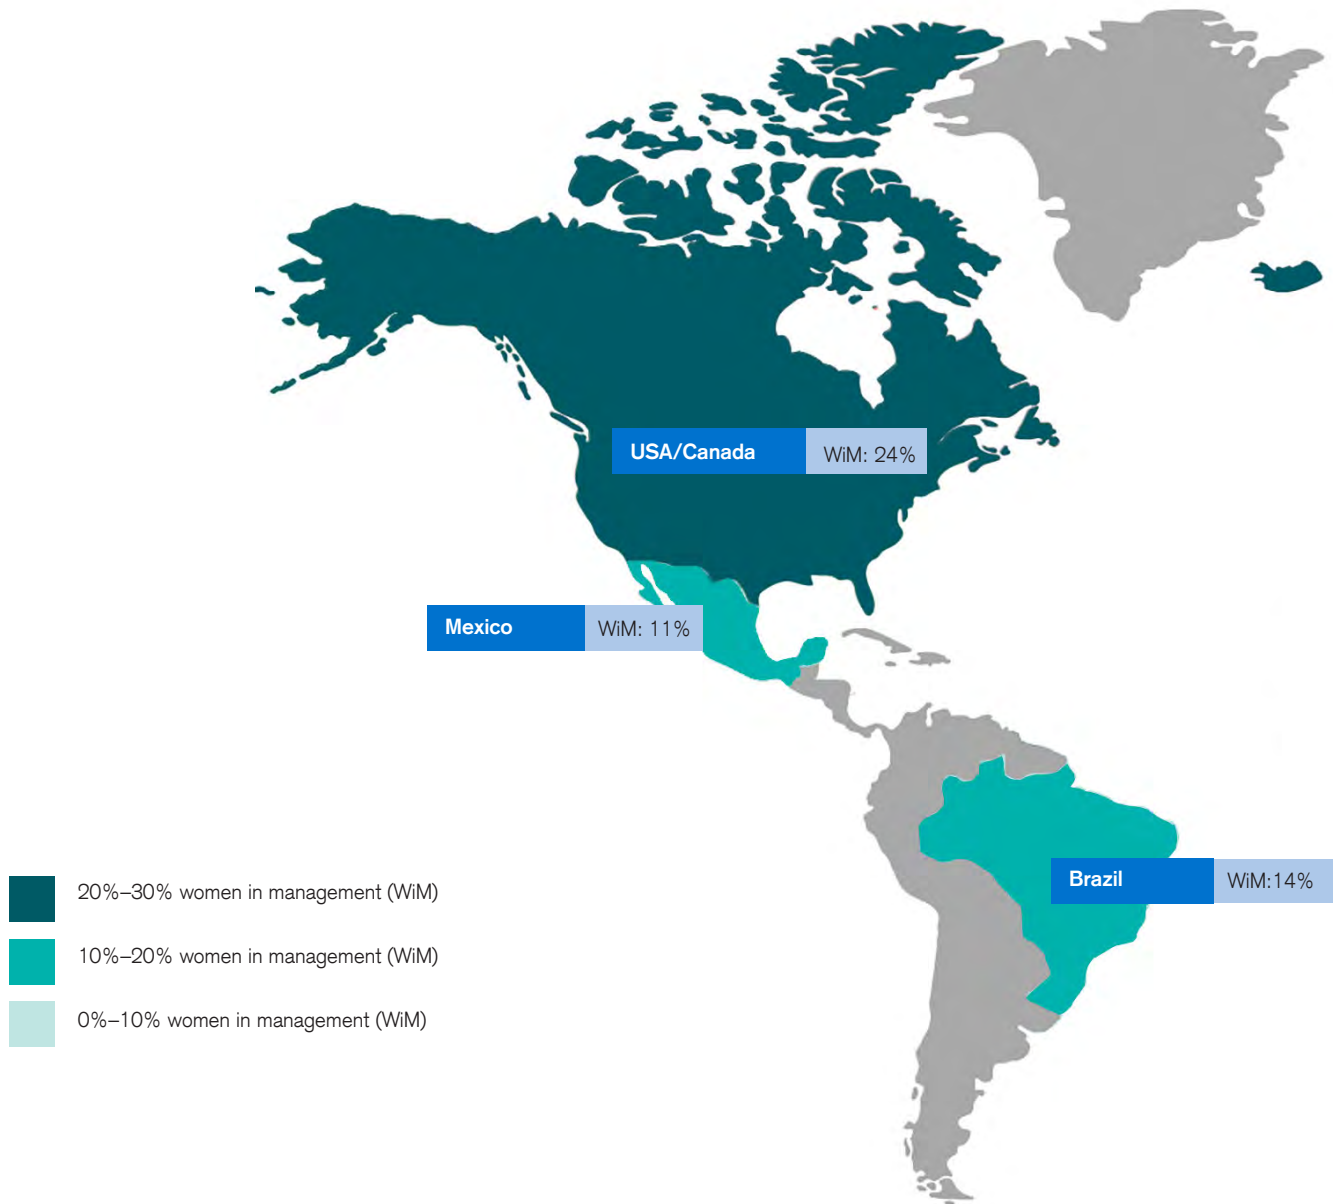 USA/Canada WiM: 24%
Mexico WiM: 11%
Brazil WiM:14%
20%–30% women in management (WiM)
10%–20% women in management (WiM)
0%–10% women in management (WiM)